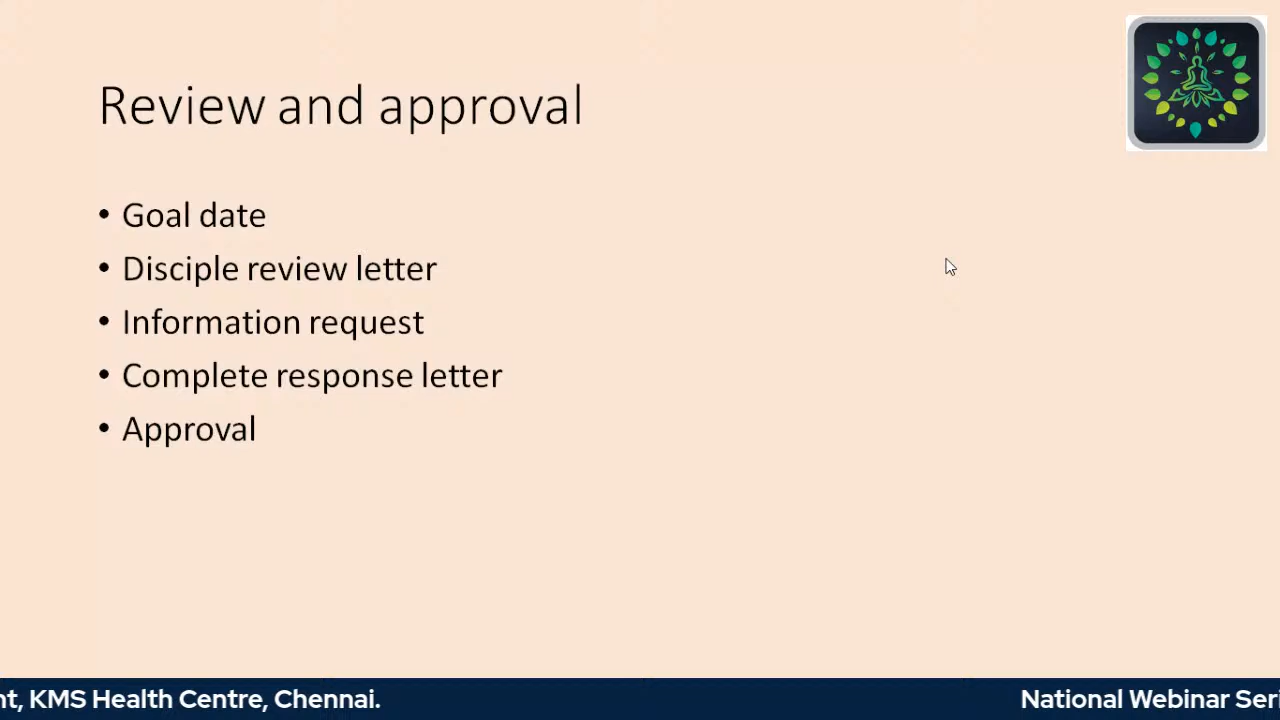 Review and approval
• Goal date
• Disciple review letter
• Information request
• Complete response letter
• Approval
nt, KMS Health Centre, Chennai.
National Webinar Seri